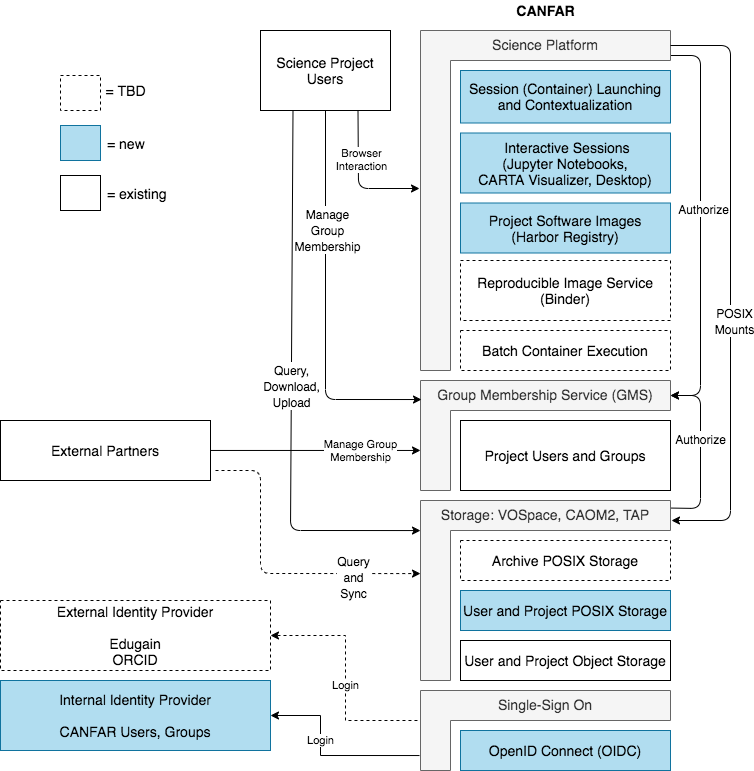 CANFAR
Science Project
Users
Science Platform
= TBD
= new
= existing
Session (Container) Launching
and Contextualization
Browser
Interaction
Interactive Sessions
(Jupyter Notebooks,
CARTA Visualizer, Desktop)
Manage
Group
Membership
Project Software Images
(Harbor Registry)
Authorize
Reproducible Image Service
(Binder)
POSIX
Mounts
Batch Container Execution
Query,
Download,
Upload
Group Membership Service (GMS)
External Partners
Manage Group
Membership
Project Users and Groups
Authorize
Storage: VOSpace, CAOM2, TAP
Query
and
Sync
Archive POSIX Storage
User and Project POSIX Storage
User and Project Object Storage
External Identity Provider
Edugain
ORCID
Login
Internal Identity Provider
CANFAR Users, Groups
Login
Single-Sign On
OpenID Connect (OIDC)